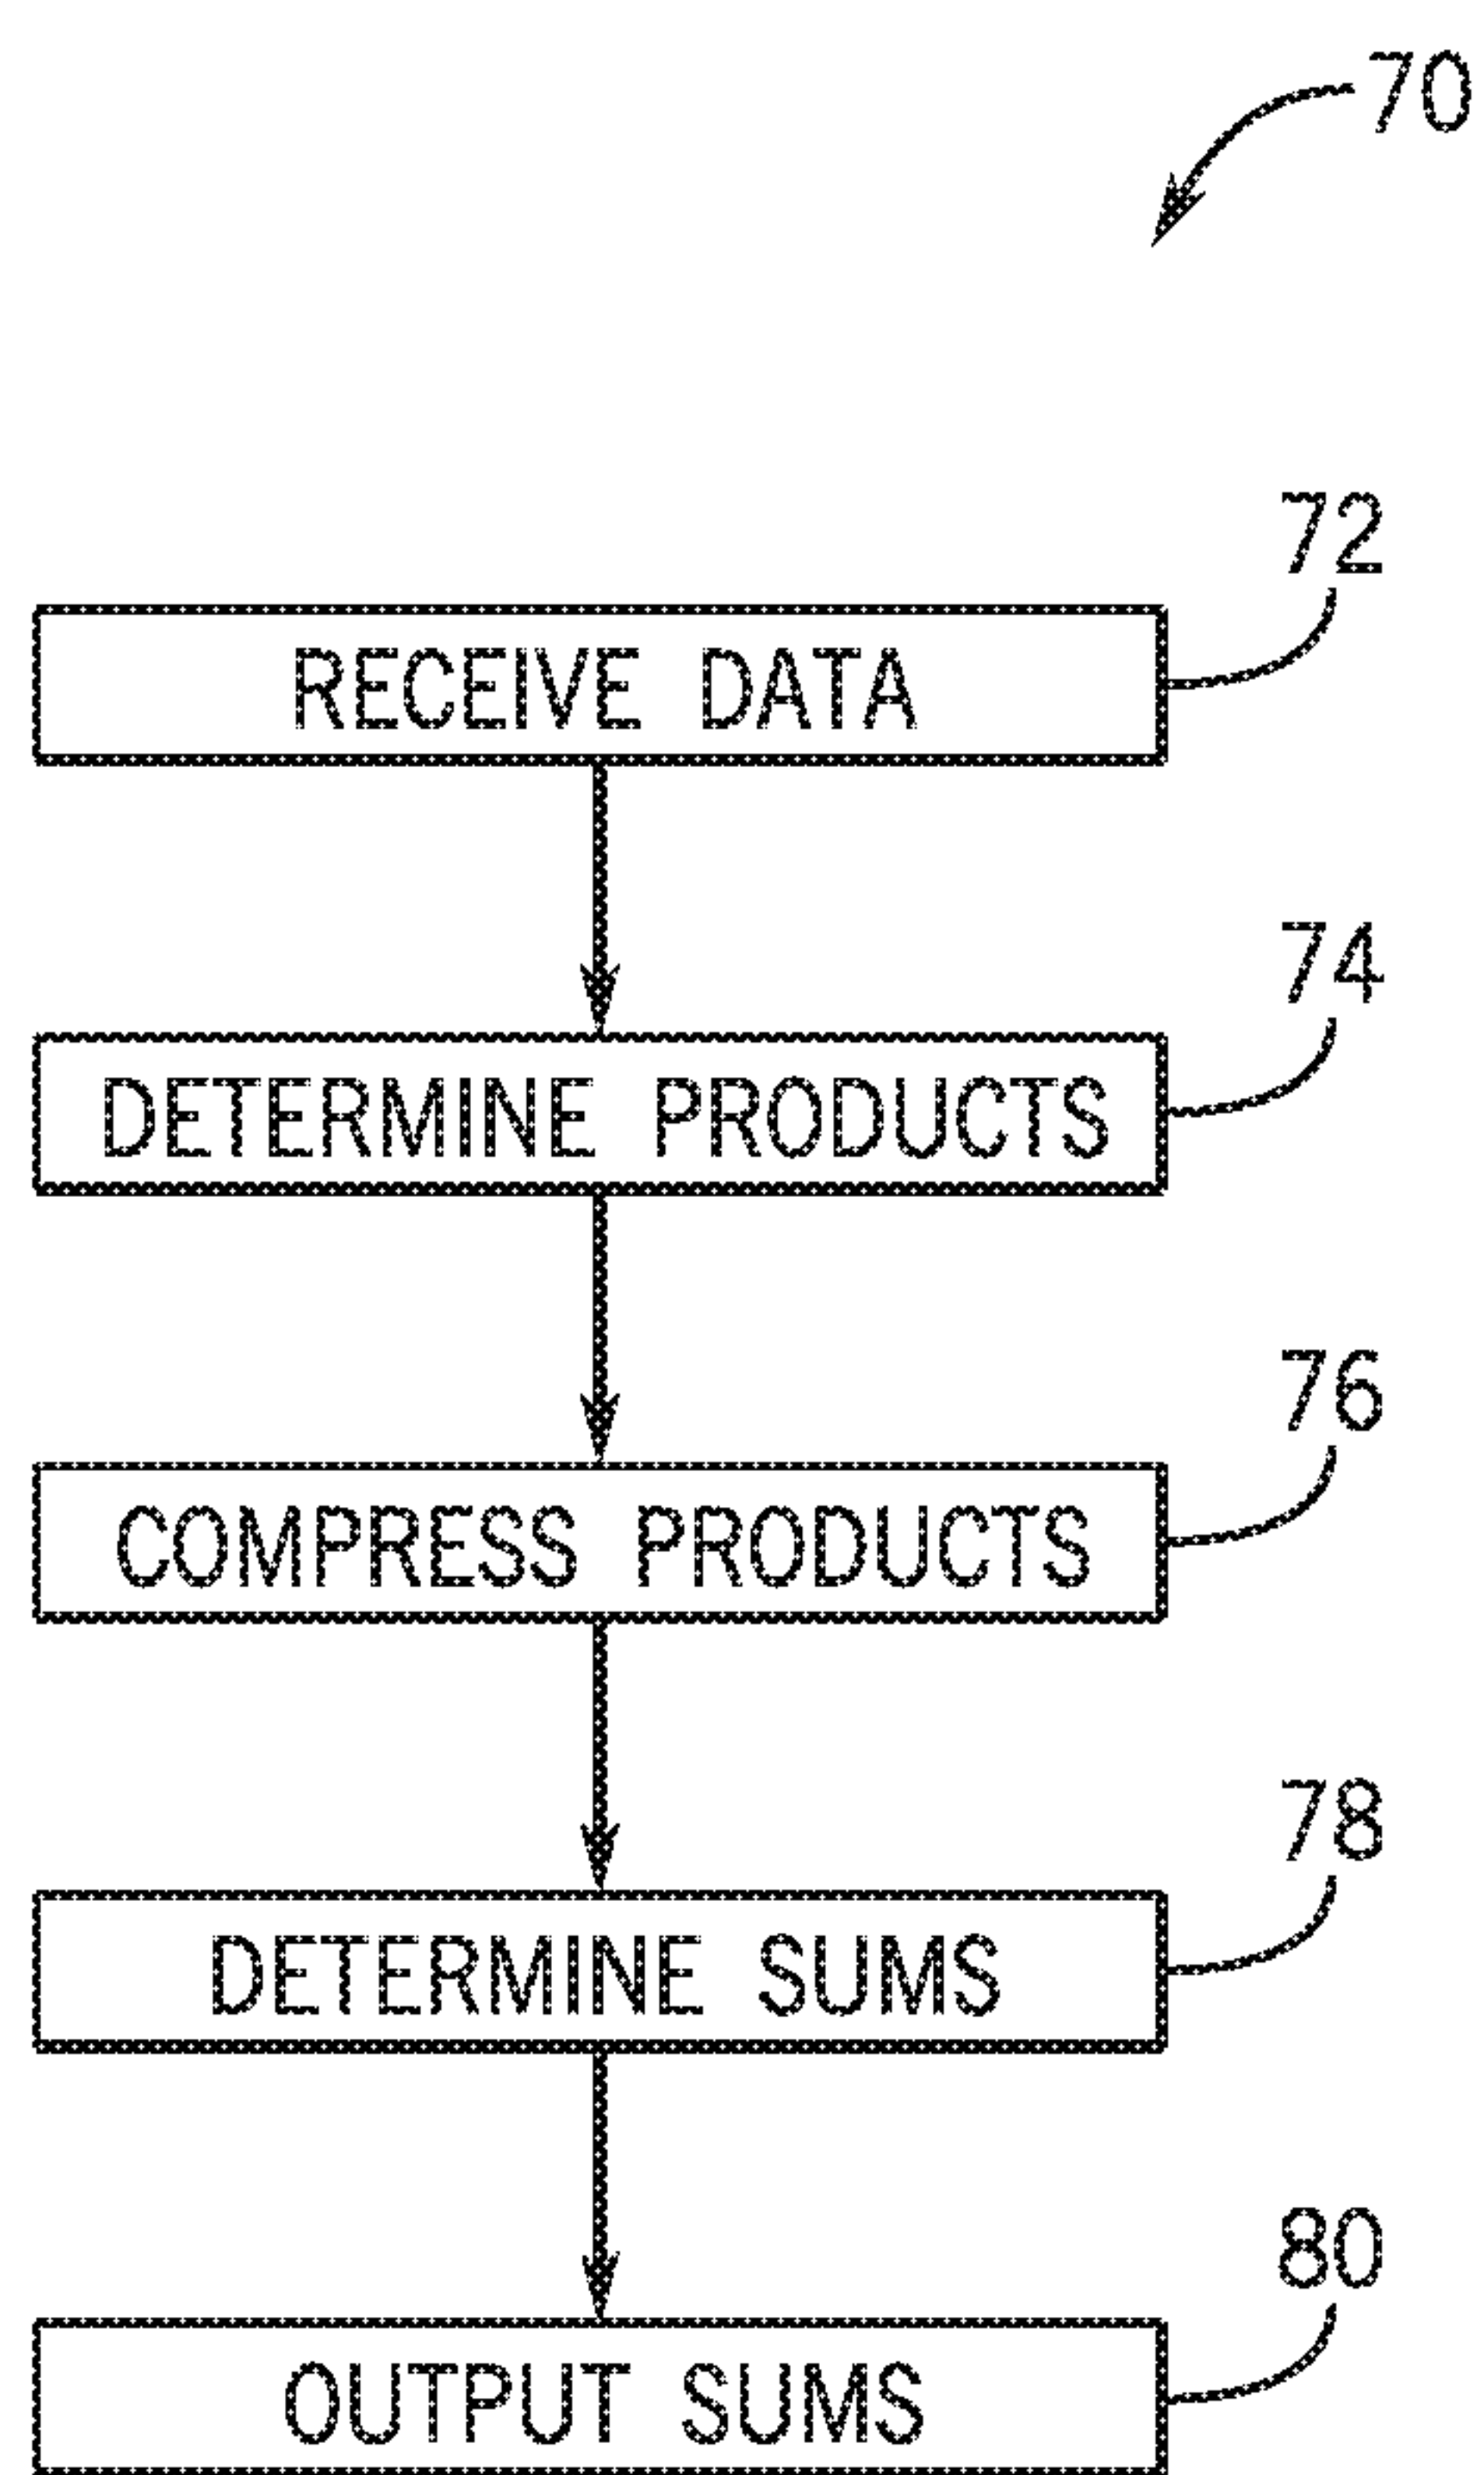 70
72
RECEIVE DATA
74
DETERMINE PRODUCTS
76
COMPRESS PRODUCTS
78
DETERMINE SUMS
80
OUTPUT SUMS